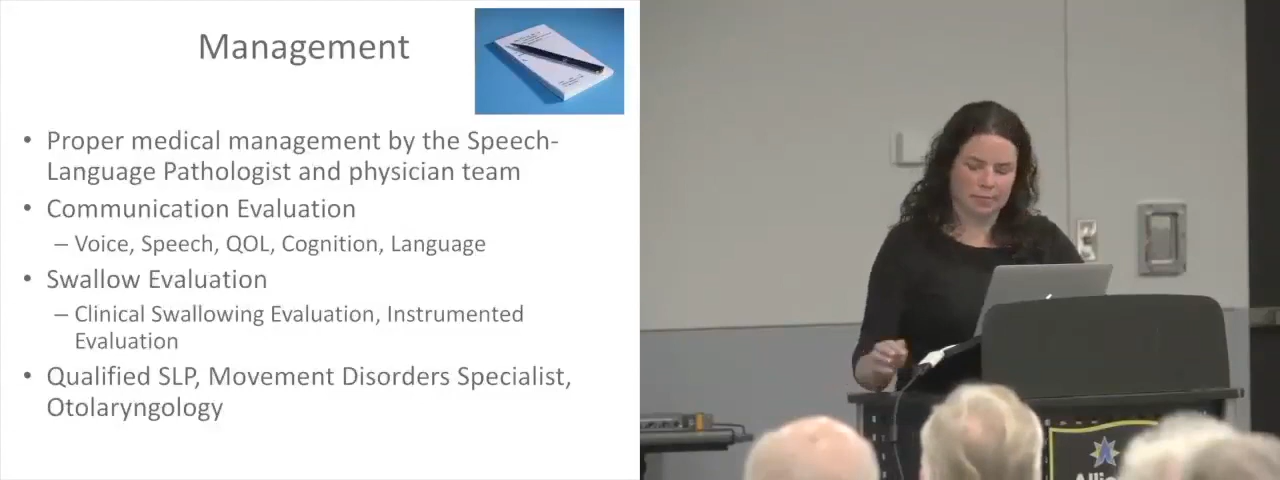 Management
• Proper medical management by the Speech-
Language Pathologist and physician team
• Communication Evaluation
– Voice, Speech, QOL, Cognition, Language
• Swallow Evaluation
– Clinical Swallowing Evaluation, Instrumented
Evaluation
• Qualified SLP, Movement Disorders Specialist,
Otolaryngology